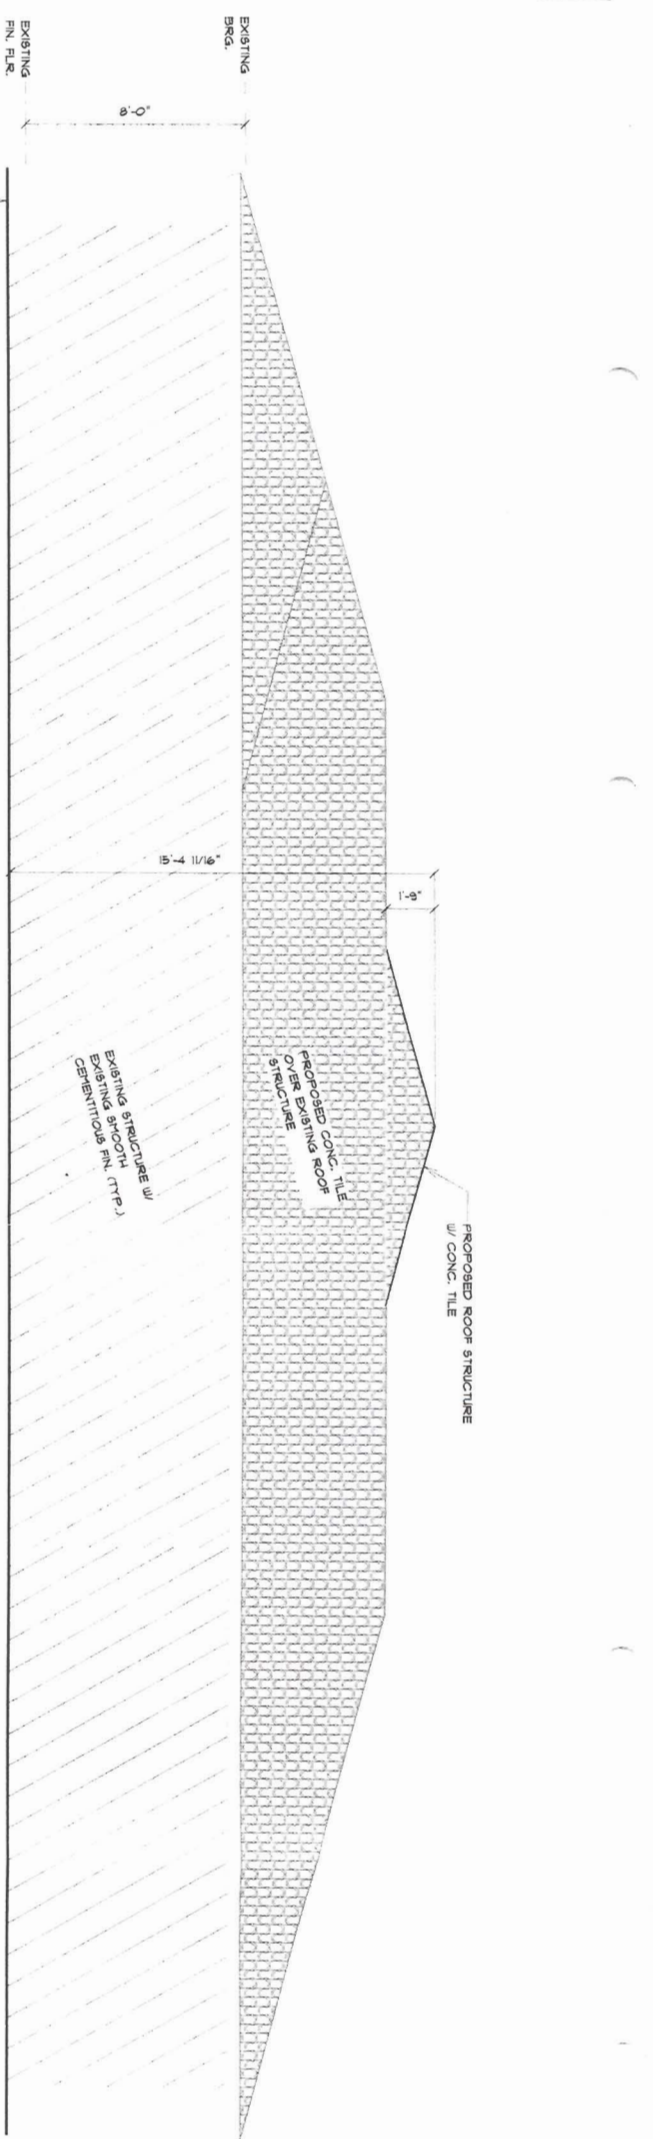 EXISTING
BRG.
EXISTING
FIN. FLR.
8'-0"
15'-4 11/16"
1'-9"
PROPOSED ROOF STRUCTURE
W/ CONC. TILE
PROPOSED CONC. TILE
OVER EXISTING ROOF
STRUCTURE
EXISTING STRUCTURE W/
EXISTING SMOOTH
CEMENTITIOUS FIN. (TYP.)